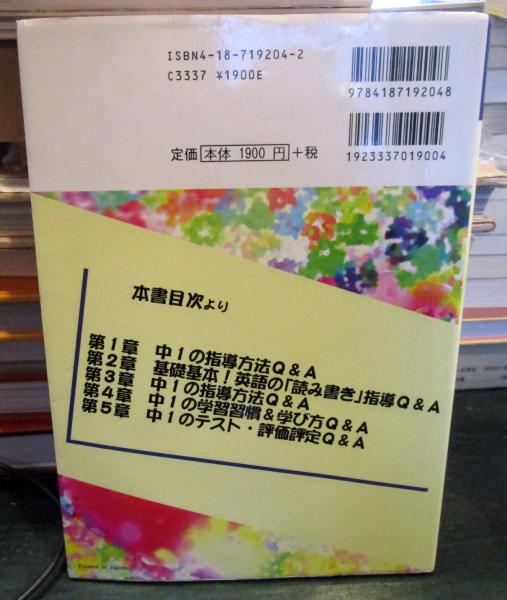 ISBN4-18-719204-2
C3337 ¥1900E
9784187192048
定価 本体 1900 円 +税
1923337019004
本書目次より
第1章 中1の指導方法Q&A
第2章 基礎基本!英語の「読み書き」指導Q&A
第3章 中1の指導方法Q&A
第4章 中1の学習習慣&学び方Q&A
第5章 中1のテスト・評価評定Q&A
Printed in Japan